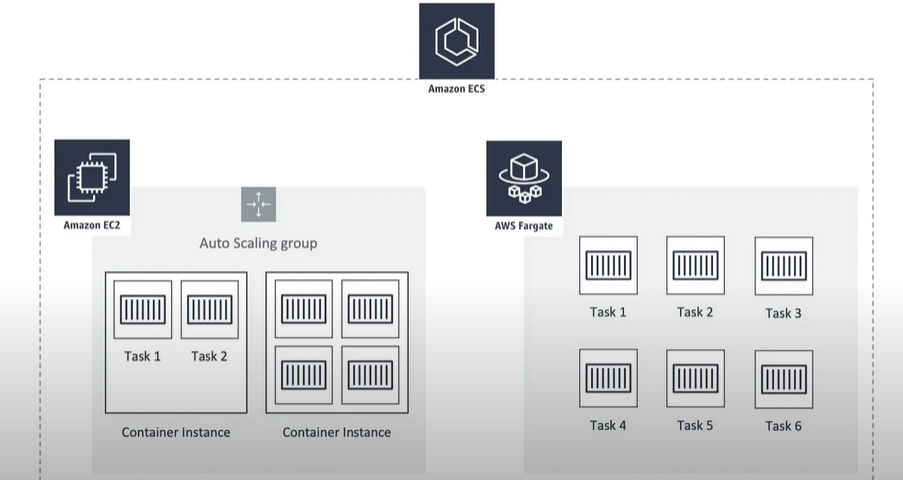 Amazon ECS
Amazon EC2
Auto Scaling group
Task 1
Task 2
Container Instance
Container Instance
AWS Fargate
Task 1
Task 2
Task 3
Task 4
Task 5
Task 6